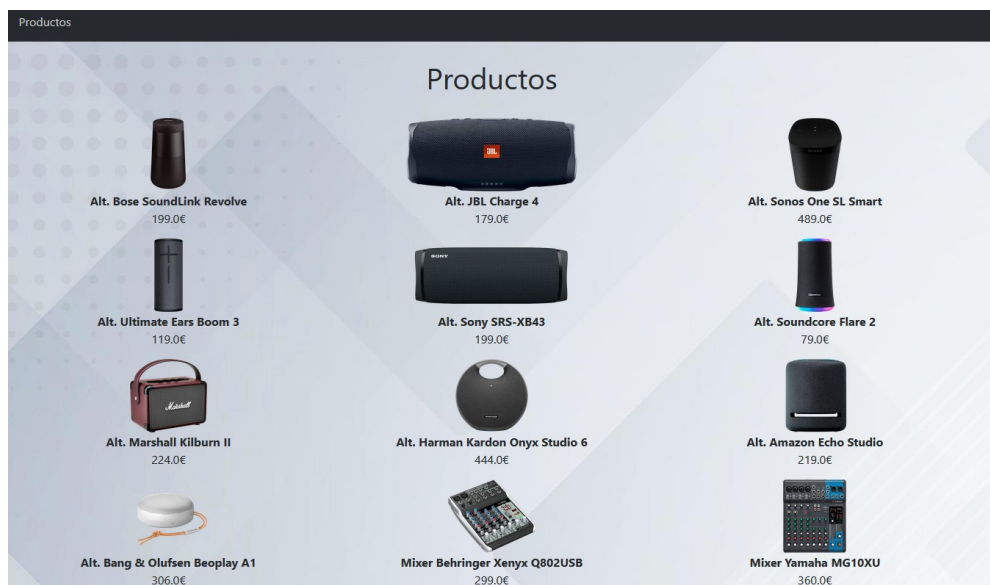 Productos
Productos
JBL
Alt. Bose SoundLink Revolve
Alt. JBL Charge 4
Alt. Sonos One SL Smart
199.0€
179.0€
489.0€
SONY
Alt. Ultimate Ears Boom 3
Alt. Sony SRS-XB43
Alt. Soundcore Flare 2
119.0€
199.0€
79.0€
Marshall
Alt. Marshall Kilburn II
Alt. Harman Kardon Onyx Studio 6
Alt. Amazon Echo Studio
224.0€
444.0€
219.0€
Alt. Bang & Olufsen Beoplay A1
Mixer Behringer Xenyx Q802USB
Mixer Yamaha MG10XU
306.0€
299.0€
360.0€